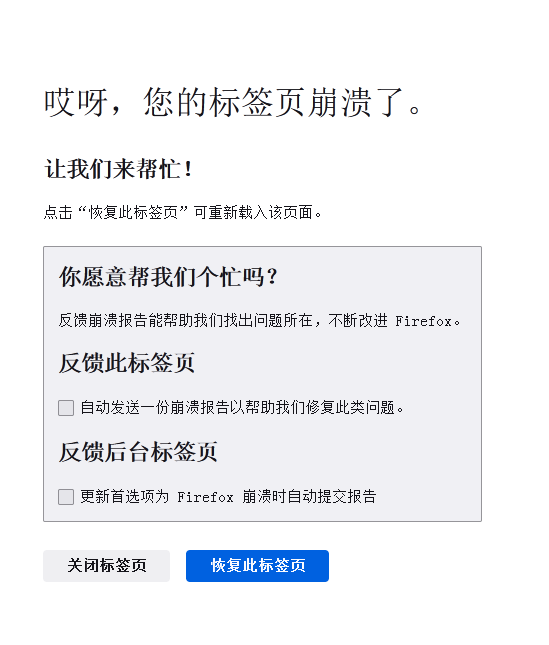 哎呀，您的标签页崩溃了。
让我们来帮忙！
点击“恢复此标签页”可重新载入该页面。
你愿意帮我们个忙吗？
反馈崩溃报告能帮助我们找出问题所在，不断改进 Firefox。
反馈此标签页
自动发送一份崩溃报告以帮助我们修复此类问题。
反馈后台标签页
更新首选项为 Firefox 崩溃时自动提交报告
关闭标签页
恢复此标签页